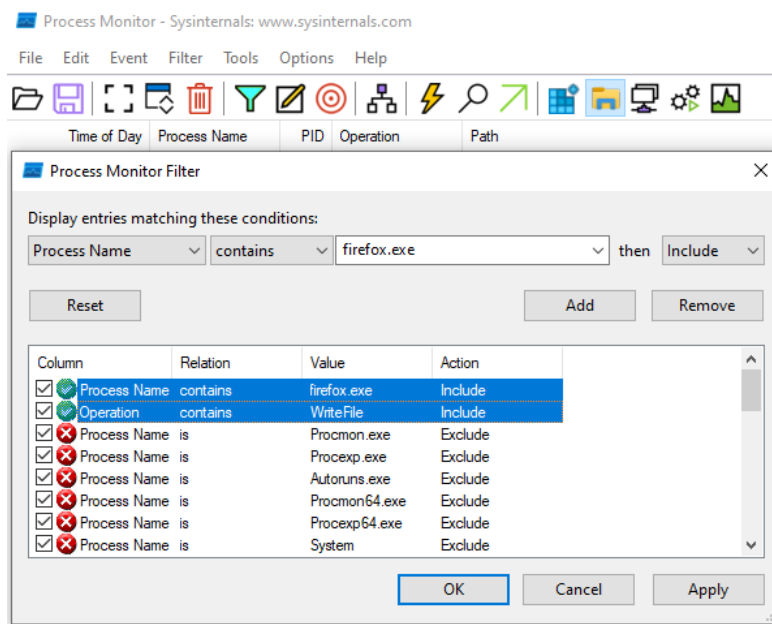 Process Monitor - Sysinternals: www.sysinternals.com
File Edit Event Filter Tools Options Help
Time of Day Process Name PID Operation Path
Process Monitor Filter
Display entries matching these conditions:
Process Name contains firefox.exe then Include
Reset Add Remove
Column Relation Value Action
Process Name contains firefox.exe Include
Operation contains WriteFile Include
Process Name is Procmon.exe Exclude
Process Name is Procexp.exe Exclude
Process Name is Autoruns.exe Exclude
Process Name is Procmon64.exe Exclude
Process Name is Procexp64.exe Exclude
Process Name is System Exclude
OK Cancel Apply